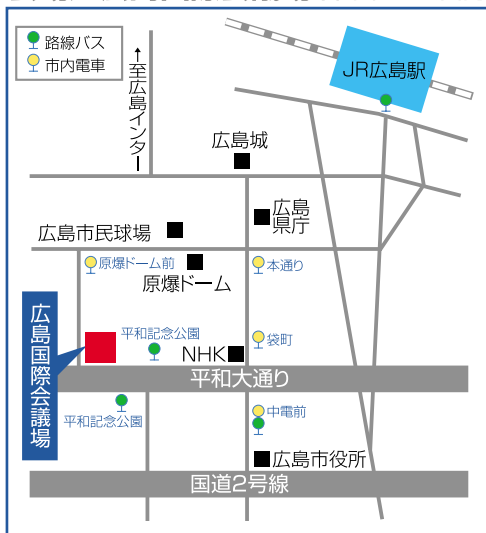 路線バス
市内電車
JR広島駅
←至広島インター
広島城
広島
県庁
広島市民球場
原爆ドーム前
本通り
原爆ドーム
広島国際会議場
平和記念公園
袋町
NHK
平和大通り
平和記念公園
中電前
広島市役所
国道2号線